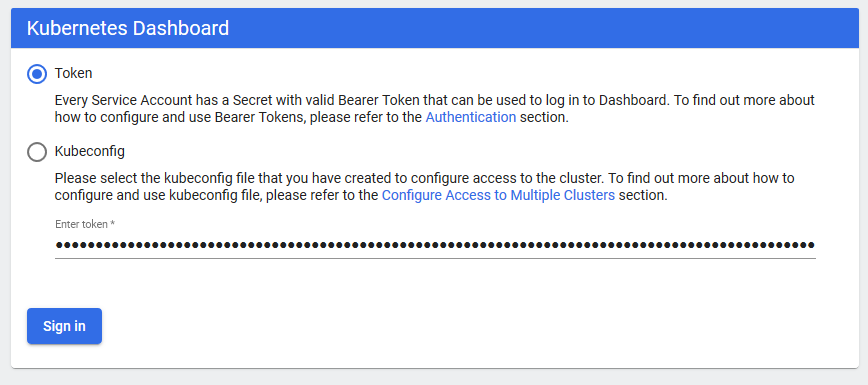 Kubernetes Dashboard
Token
Every Service Account has a Secret with valid Bearer Token that can be used to log in to Dashboard. To find out more about
how to configure and use Bearer Tokens, please refer to the Authentication section.
Kubeconfig
Please select the kubeconfig file that you have created to configure access to the cluster. To find out more about how to
configure and use kubeconfig file, please refer to the Configure Access to Multiple Clusters section.
Enter token *
Sign in